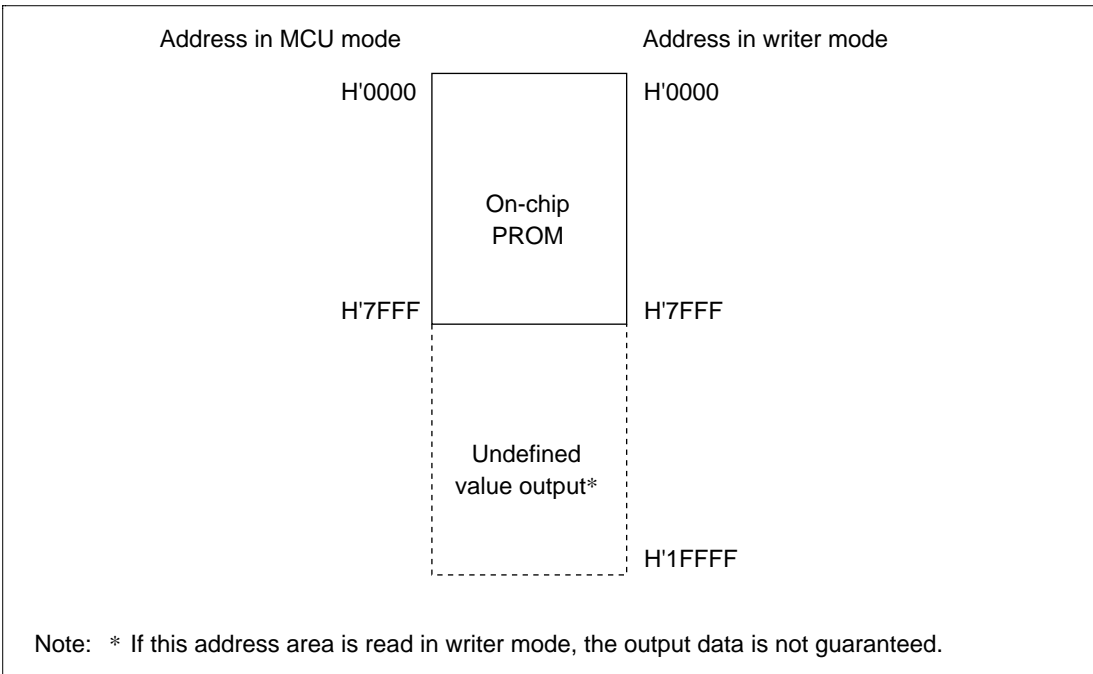 Address in MCU mode Address in writer mode
H'0000 H'0000
On-chip
PROM
H'7FFF H'7FFF
Undefined
value output*
H'1FFFF
Note: * If this address area is read in writer mode, the output data is not guaranteed.